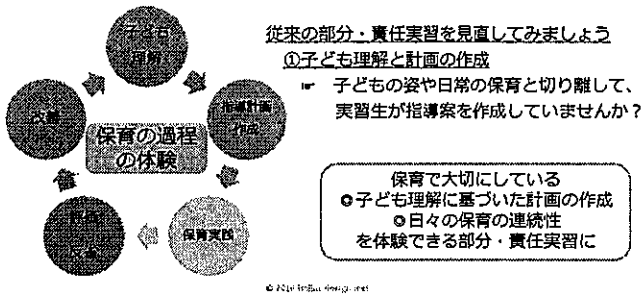 従来の部分・責任実習を見直してみましょう
①子ども理解と計画の作成
☞ 子どもの姿や日常の保育と切り離して、
実習生が指導案を作成していませんか？
子ども
理解
指導計画
作成
保育実践
反省
改善
保育の過程
の体験
保育で大切にしている
◎子ども理解に基づいた計画の作成
◎日々の保育の連続性
を体験できる部分・責任実習に